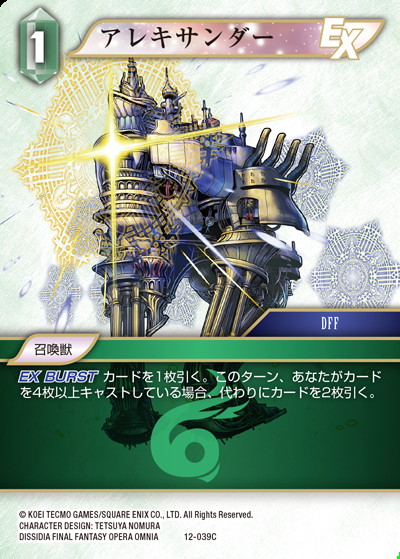 1
アレキサンダー
EX
DFF
召喚獣
EX BURST カードを1枚引く。このターン、あなたがカード
を4枚以上キャストしている場合、代わりにカードを2枚引く。
© KOEI TECMO GAMES/SQUARE ENIX CO., LTD. All Rights Reserved.
CHARACTER DESIGN: TETSUYA NOMURA
DISSIDIA FINAL FANTASY OPERA OMNIA 12-039C